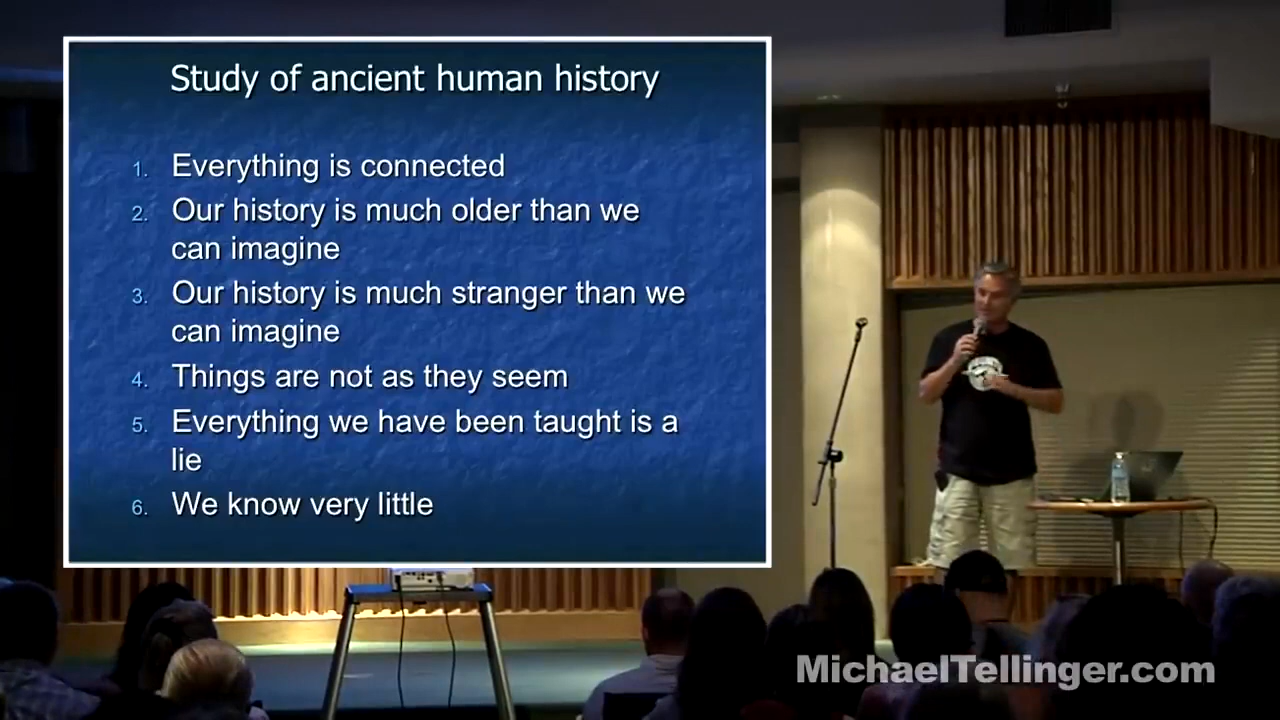 Study of ancient human history
1. Everything is connected
2. Our history is much older than we
can imagine
3. Our history is much stranger than we
can imagine
4. Things are not as they seem
5. Everything we have been taught is a
lie
6. We know very little
MichaelTellinger.com